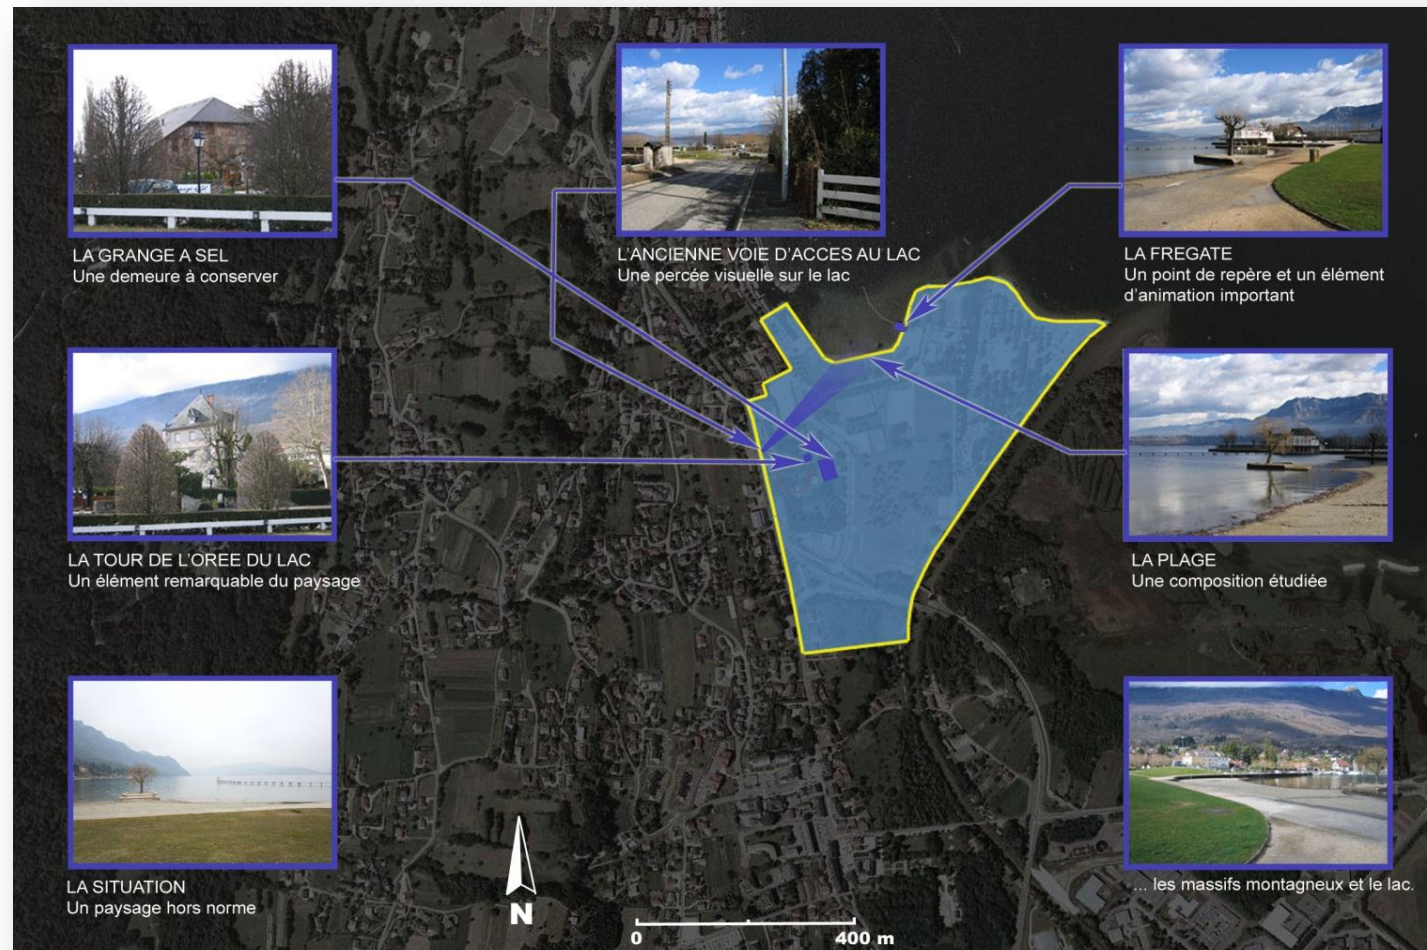 LA GRANGE A SEL
Une demeure à conserver
L'ANCIENNE VOIE D'ACCES AU LAC
Une percée visuelle sur le lac
LA FREGATE
Un point de repère et un élément
d'animation important
LA TOUR DE L'OREE DU LAC
Un élément remarquable du paysage
LA PLAGE
Une composition étudiée
LA SITUATION
Un paysage hors norme
... les massifs montagneux et le lac.
N
0
400 m